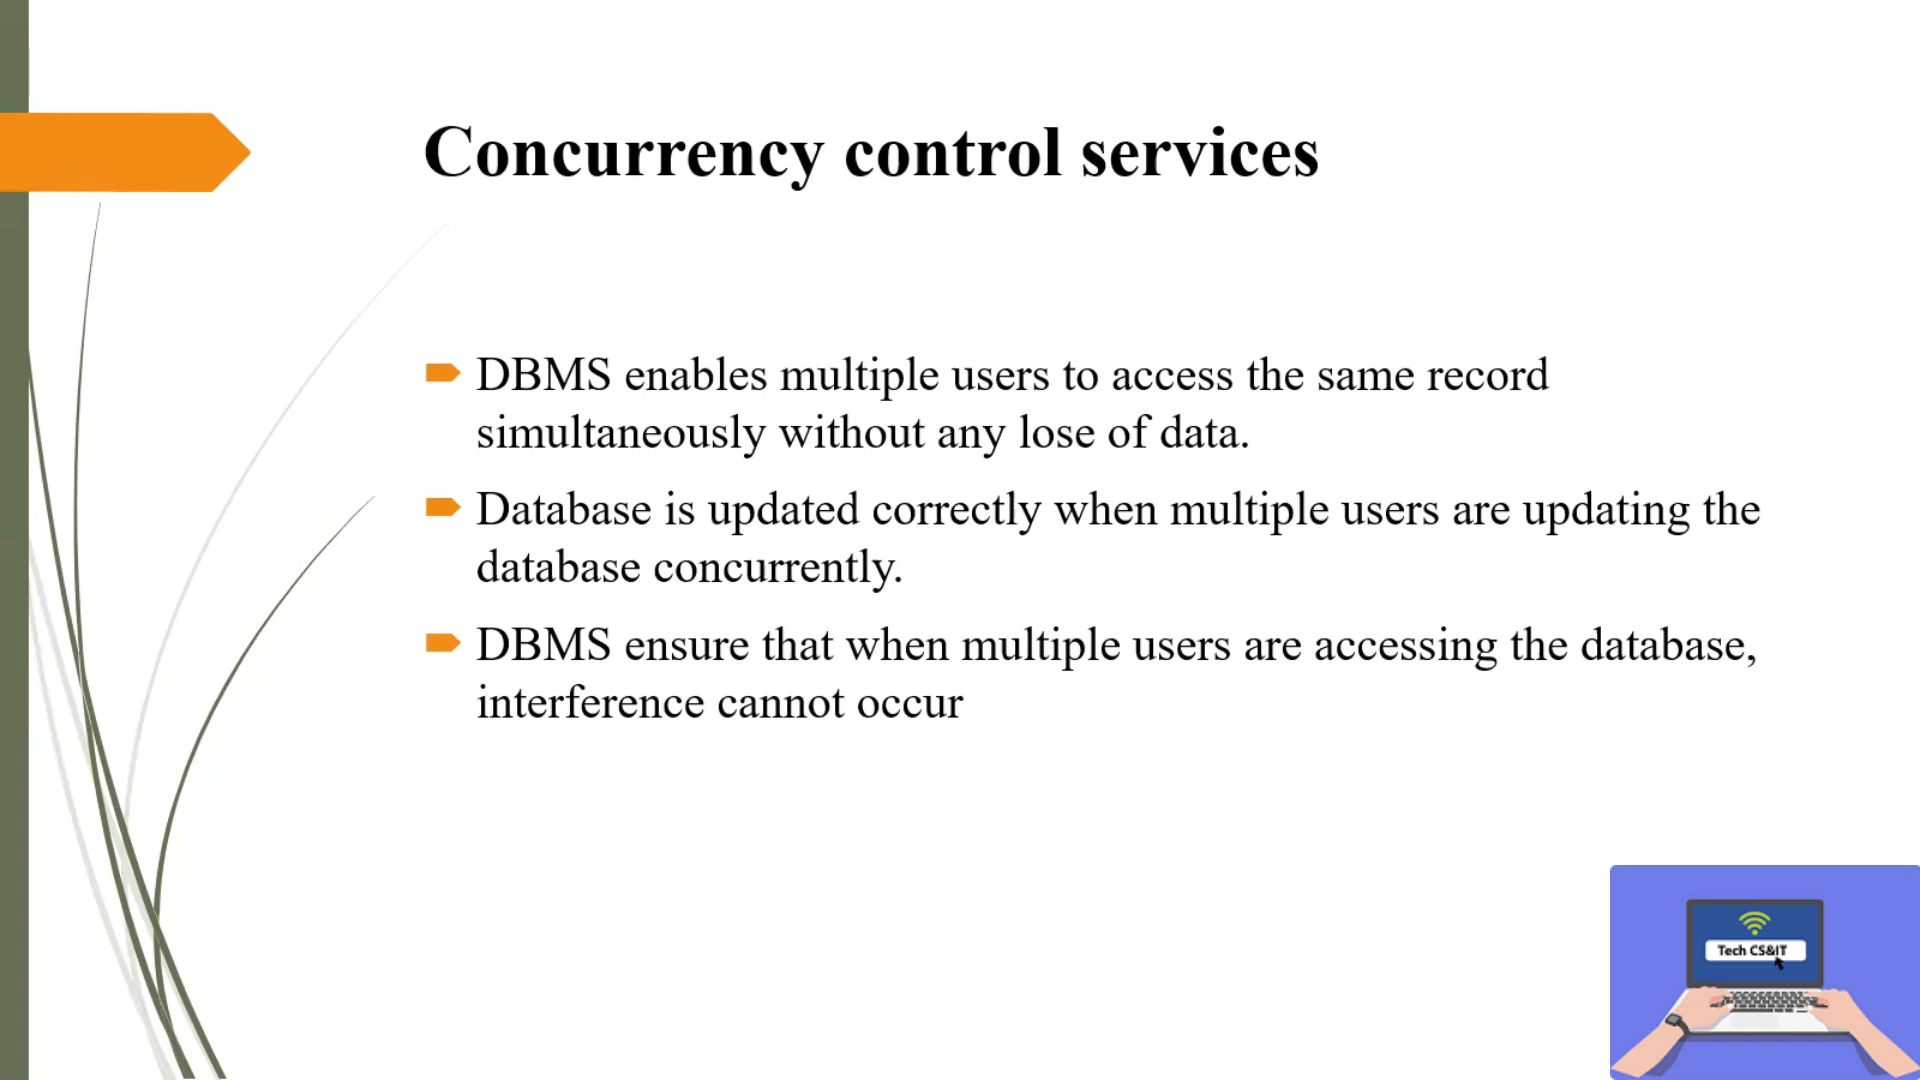 Concurrency control services
DBMS enables multiple users to access the same record
simultaneously without any lose of data.
Database is updated correctly when multiple users are updating the
database concurrently.
DBMS ensure that when multiple users are accessing the database,
interference cannot occur
Tech CS&IT